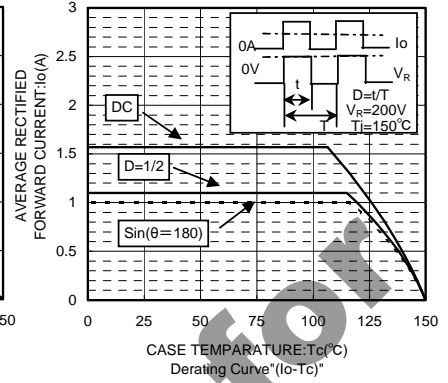 AVERAGE RECTIFIED
FORWARD CURRENT:Io(A)
3
2.5
2
1.5
1
0.5
0
50
0A
Io
0V
VR
t
T
D=t/T
VR=200V
Tj=150°C
DC
D=1/2
Sin(θ=180)
0 25 50 75 100 125 150
CASE TEMPARATURE:Tc(°C)
Derating Curve"(Io-Tc)"
for